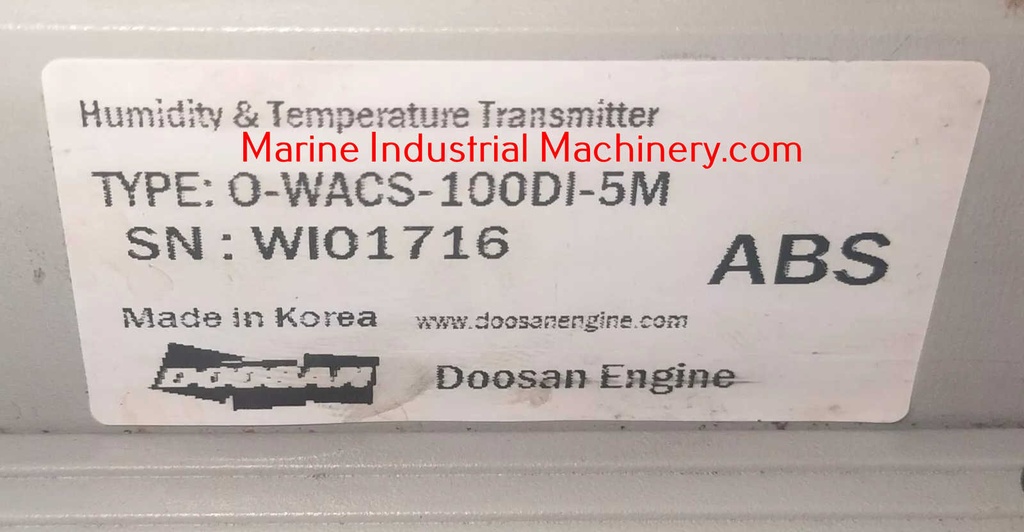 Humidity & Temperature Transmitter
Marine Industrial Machinery.com
TYPE: O-WACS-100DI-5M
SN : WI01716
ABS
Made in Korea www.doosanengine.com
DOOSAN Doosan Engine